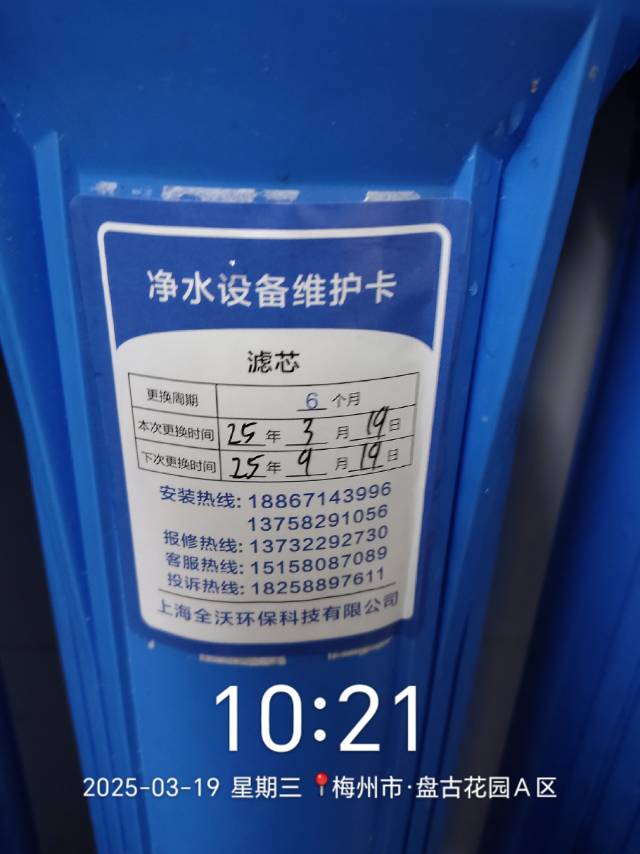 净水设备维护卡
滤芯
更换周期 6 个月
本次更换时间 25 年 3 月 19 日
下次更换时间 25 年 9 月 19 日
安装热线: 18867143996
13758291056
报修热线: 13732292730
客服热线: 15158087089
投诉热线: 18258897611
上海全沃环保科技有限公司
10:21
2025-03-19 星期三 📍梅州市·盘古花园A区